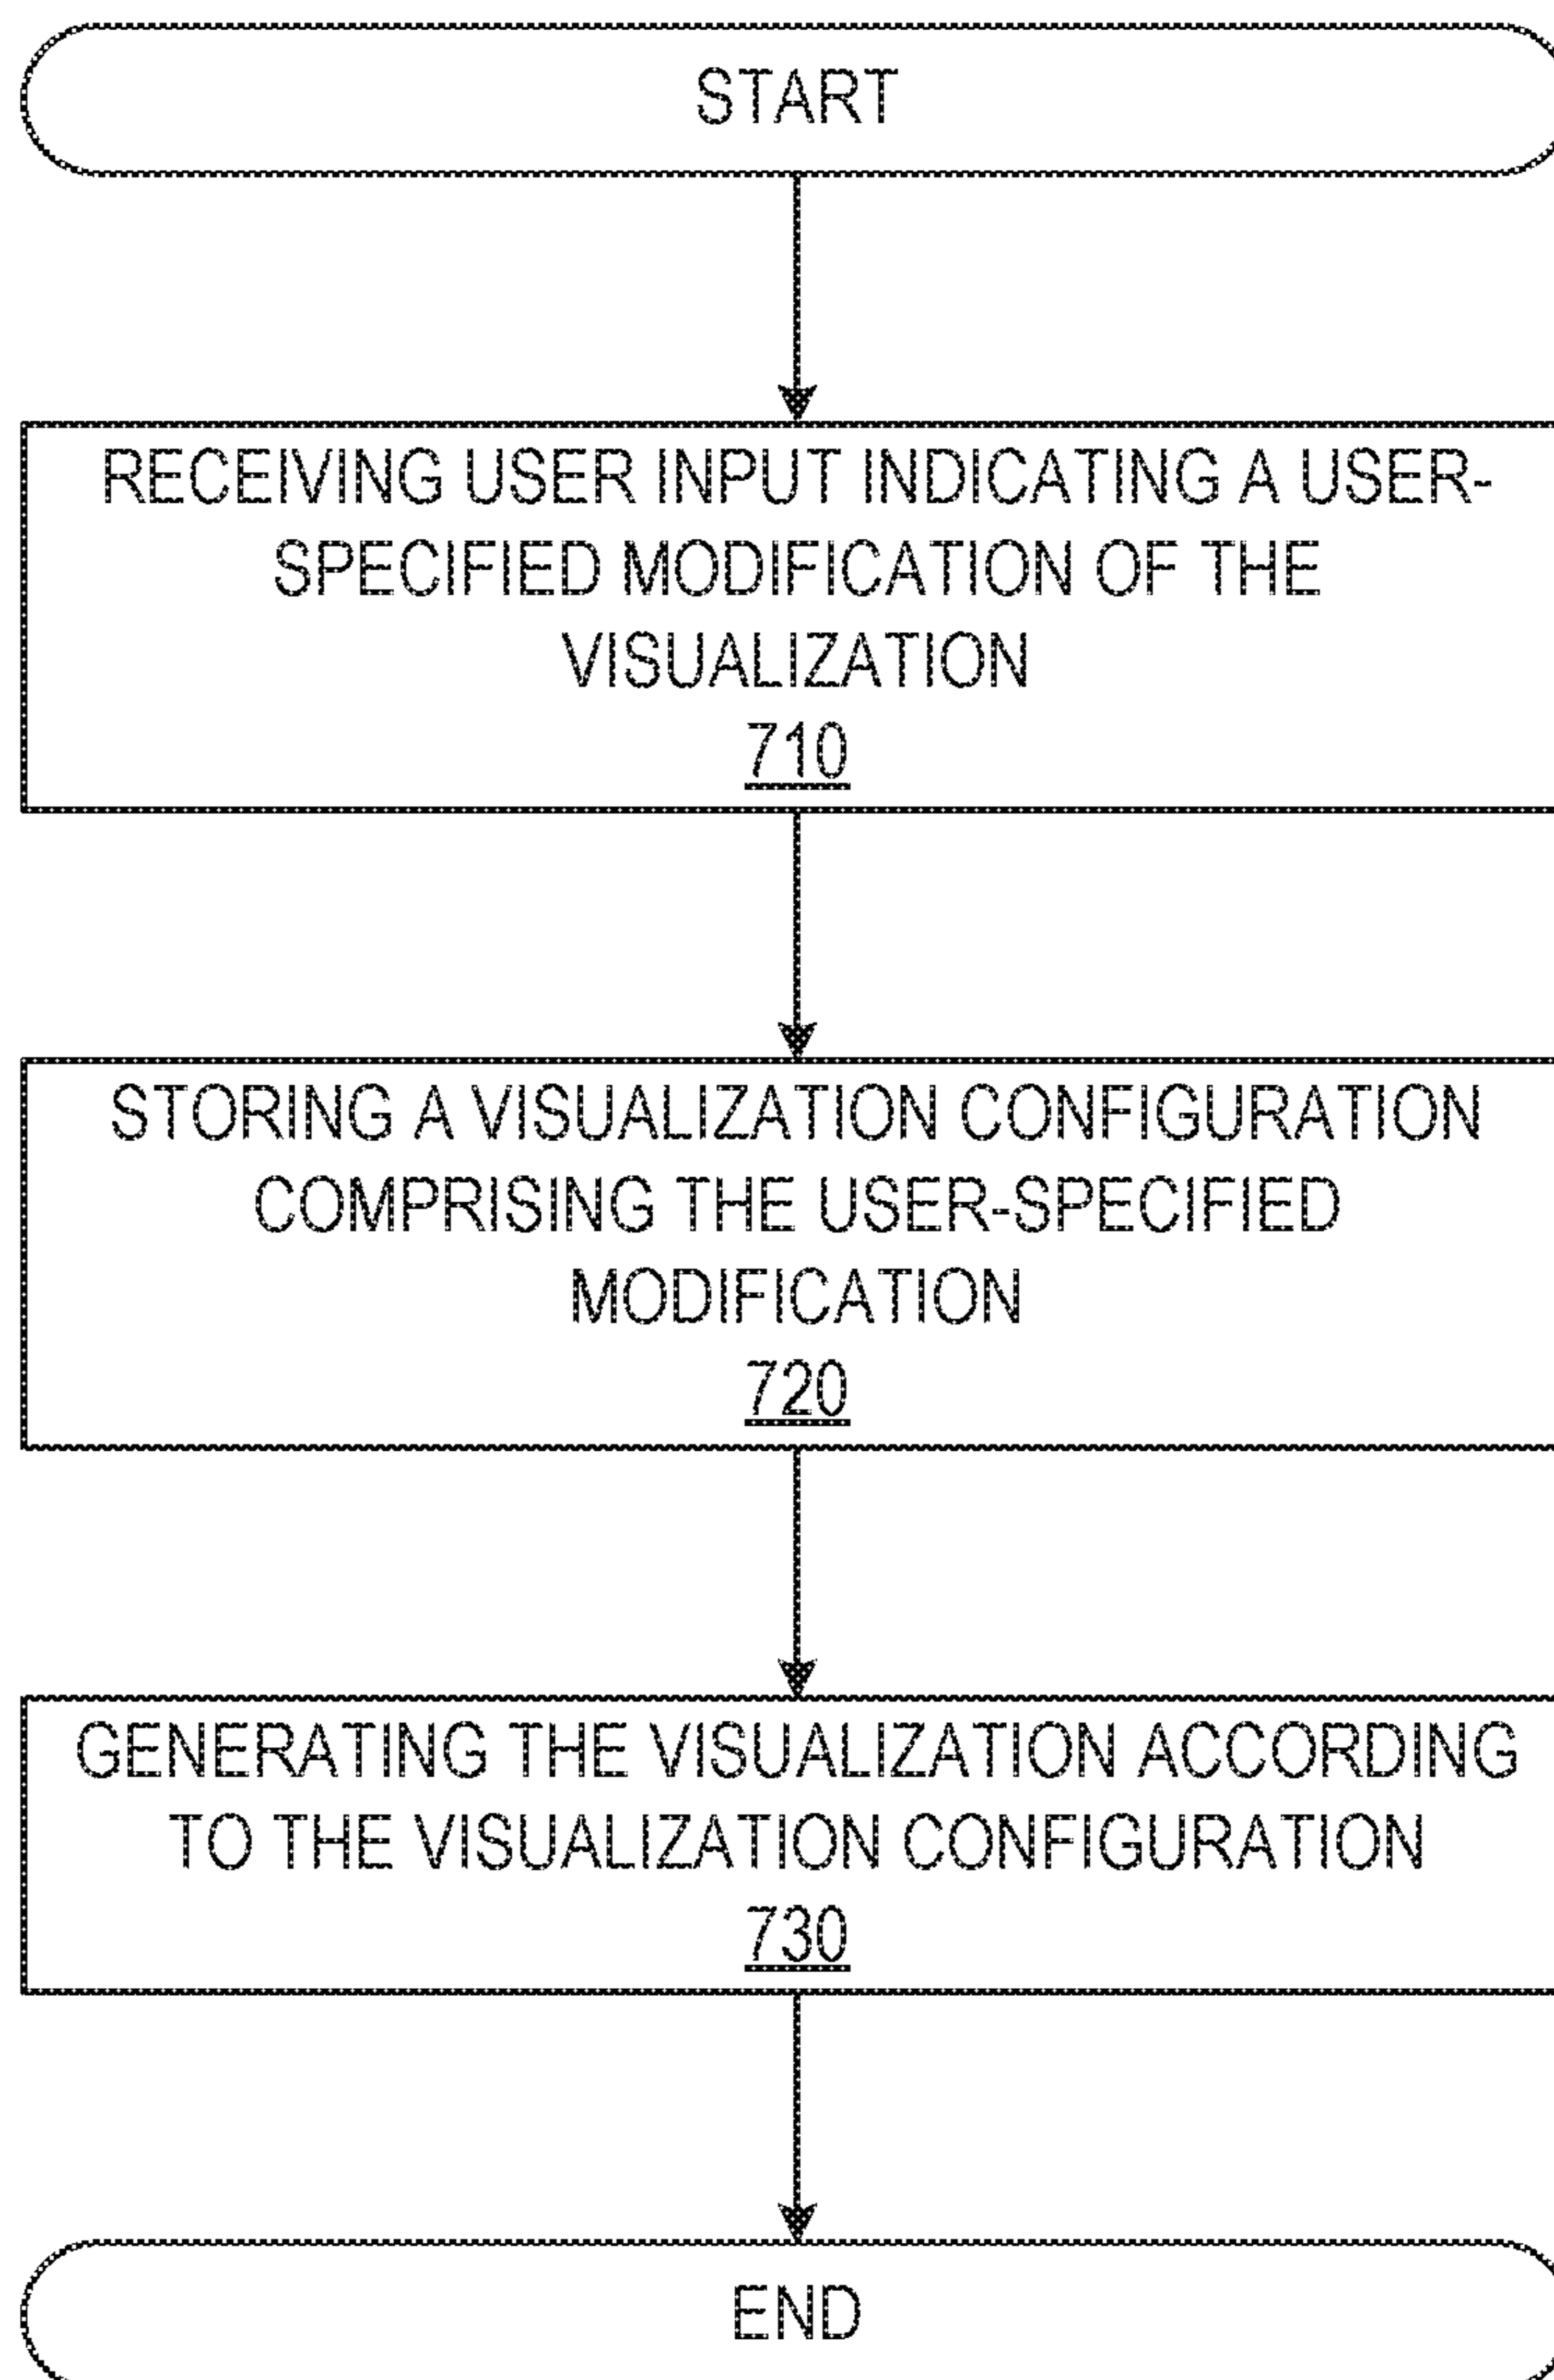 START
RECEIVING USER INPUT INDICATING A USER-
SPECIFIED MODIFICATION OF THE
VISUALIZATION
710
STORING A VISUALIZATION CONFIGURATION
COMPRISING THE USER-SPECIFIED
MODIFICATION
720
GENERATING THE VISUALIZATION ACCORDING
TO THE VISUALIZATION CONFIGURATION
730
END